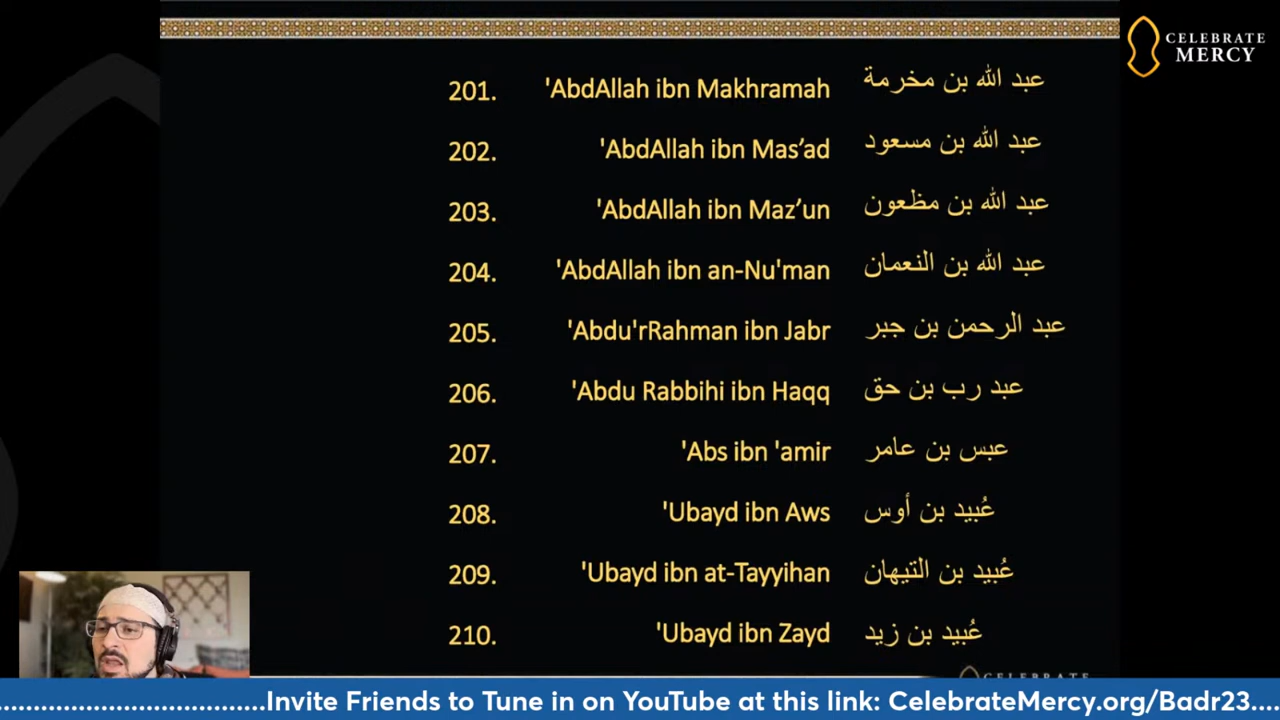 CELEBRATE
MERCY
201. 'AbdAllah ibn Makhramah عبد الله بن مخرمة
202. 'AbdAllah ibn Mas’ad عبد الله بن مسعود
203. 'AbdAllah ibn Maz’un عبد الله بن مظعون
204. 'AbdAllah ibn an-Nu'man عبد الله بن النعمان
205. 'Abdu'rRahman ibn Jabr عبد الرحمن بن جبر
206. 'Abdu Rabbihi ibn Haqq عبد رب بن حق
207. 'Abs ibn 'amir عبس بن عامر
208. 'Ubayd ibn Aws عُبيد بن أوس
209. 'Ubayd ibn at-Tayyihan عُبيد بن التيهان
210. 'Ubayd ibn Zayd عُبيد بن زيد
CELEBRATE
..................................Invite Friends to Tune in on YouTube at this link: CelebrateMercy.org/Badr23....